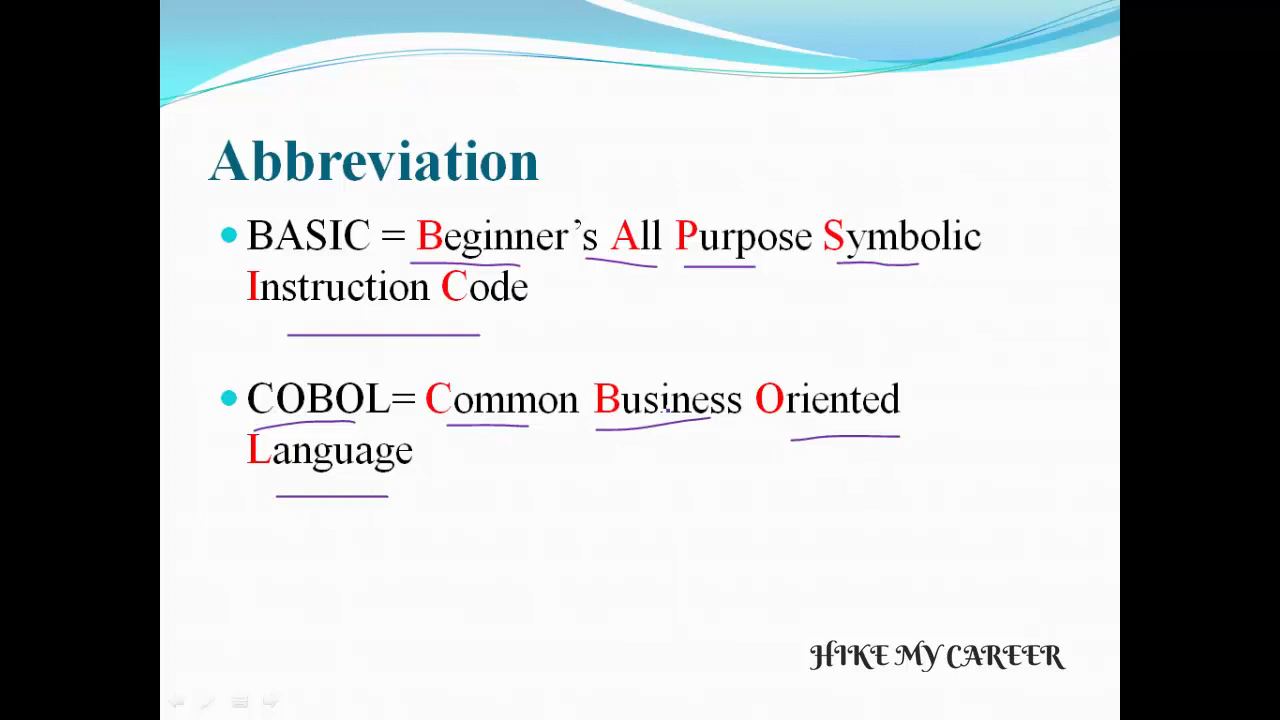 Abbreviation
BASIC = Beginner’s All Purpose Symbolic
Instruction Code
COBOL= Common Business Oriented
Language
HIKE MY CAREER